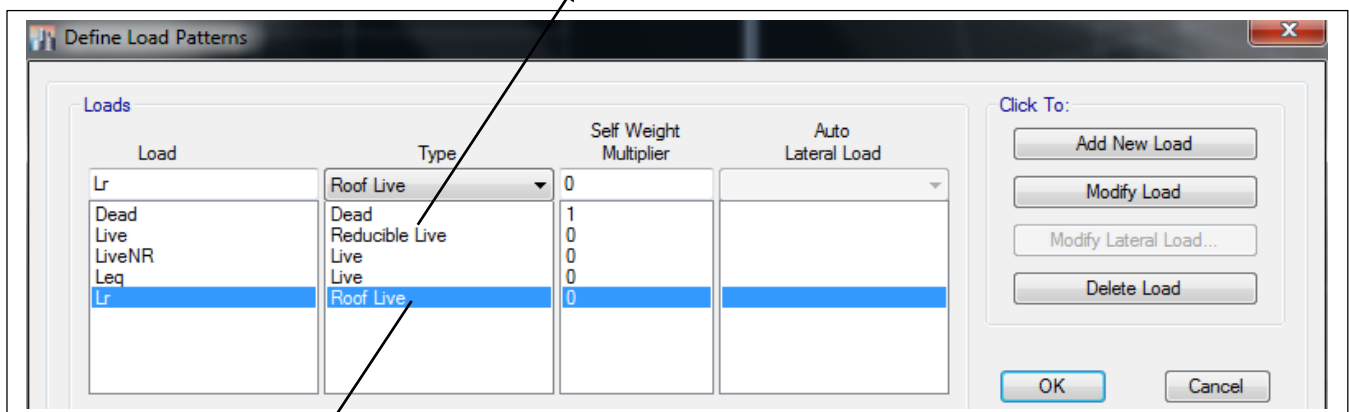 Define Load Patterns
x
Loads
Click To:
Load Type Self Weight Multiplier Auto Lateral Load
Lr Roof Live 0
Dead Dead 1
Live Reducible Live 0
LiveNR Live 0
Leq Live 0
Lr Roof Live 0
Add New Load
Modify Load
Modify Lateral Load...
Delete Load
OK
Cancel